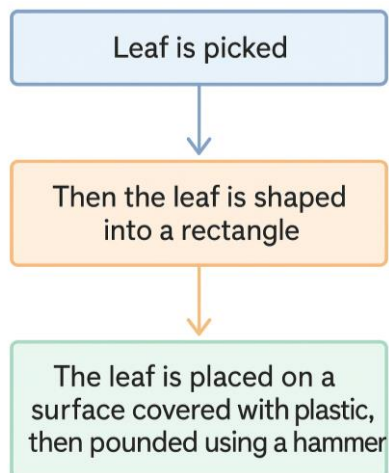 Leaf is picked
Then the leaf is shaped
into a rectangle
The leaf is placed on a
surface covered with plastic,
then pounded using a hammer